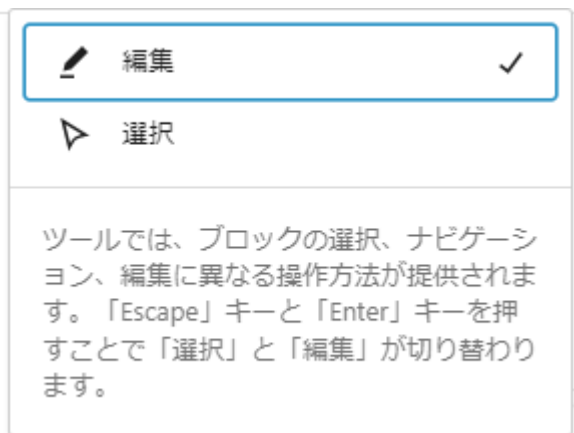 編集
選択
ツールでは、ブロックの選択、ナビゲーシ
ョン、編集に異なる操作方法が提供されま
す。「Escape」キーと「Enter」キーを押
すことで「選択」と「編集」が切り替わり
ます。